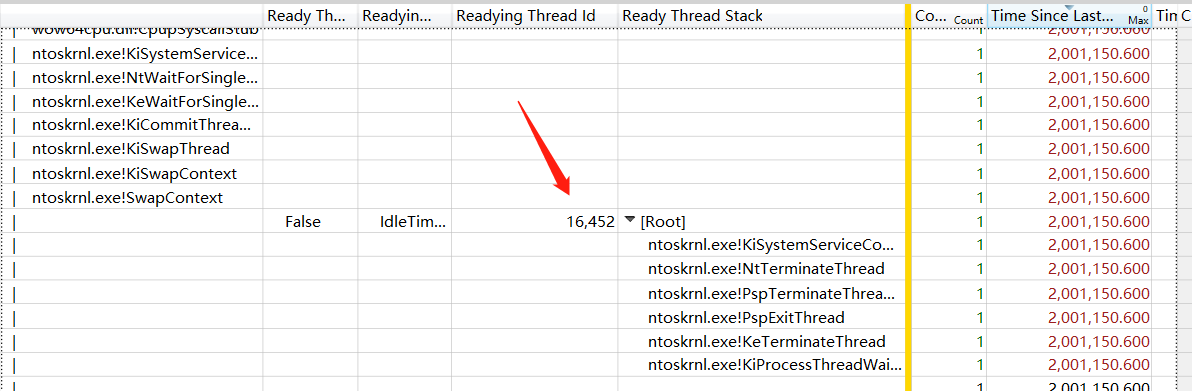 Ready Th... Readyin... Readying Thread Id Ready Thread Stack Co... Count Time Since Last... 0 Max Tim C
wow64cpu.dll!CpupSyscallStub 1 2,001,150.600
ntoskrnl.exe!KiSystemService... 1 2,001,150.600
ntoskrnl.exe!NtWaitForSingle... 1 2,001,150.600
ntoskrnl.exe!KeWaitForSingle... 1 2,001,150.600
ntoskrnl.exe!KiCommitThrea... 1 2,001,150.600
ntoskrnl.exe!KiSwapThread 1 2,001,150.600
ntoskrnl.exe!KiSwapContext 1 2,001,150.600
ntoskrnl.exe!SwapContext 1 2,001,150.600
False IdleTim... 16,452 [Root] 1 2,001,150.600
ntoskrnl.exe!KiSystemServiceCo... 1 2,001,150.600
ntoskrnl.exe!NtTerminateThread 1 2,001,150.600
ntoskrnl.exe!PspTerminateThrea... 1 2,001,150.600
ntoskrnl.exe!PspExitThread 1 2,001,150.600
ntoskrnl.exe!KeTerminateThread 1 2,001,150.600
ntoskrnl.exe!KiProcessThreadWai... 1 2,001,150.600
1 2,001,150.600